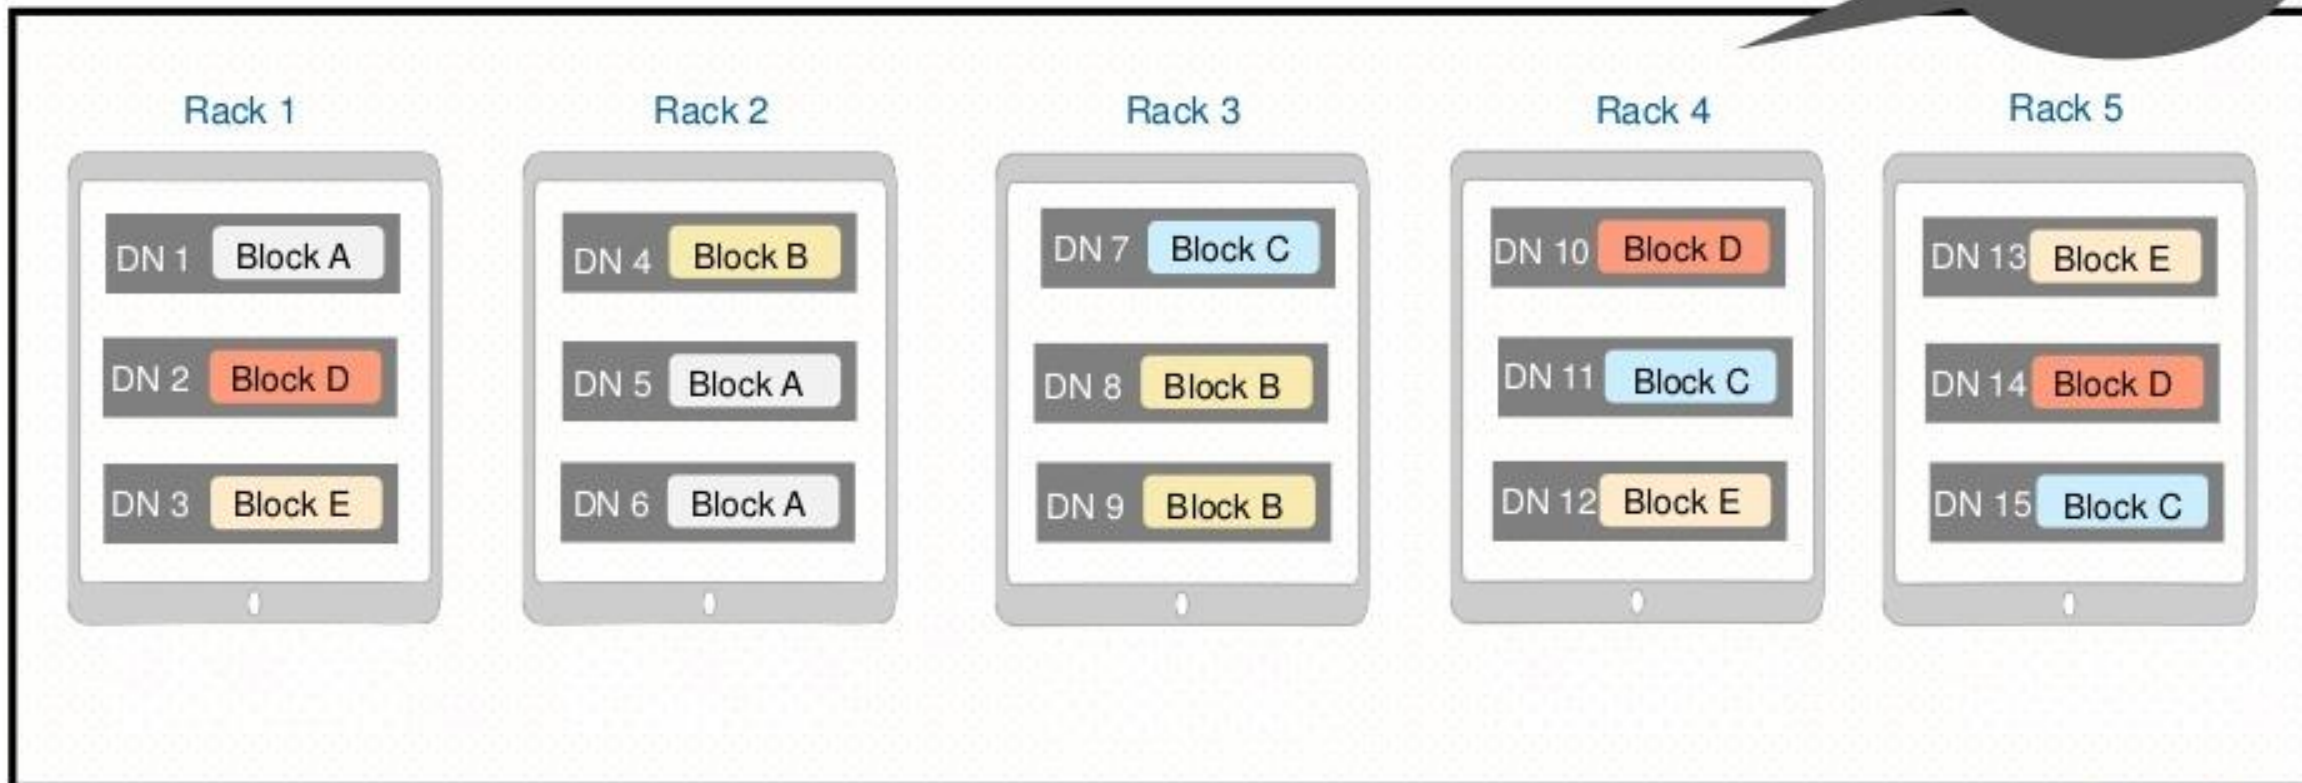 Rack 1
Rack 2
Rack 3
Rack 4
Rack 5
DN 1 Block A
DN 2 Block D
DN 3 Block E
DN 4 Block B
DN 5 Block A
DN 6 Block A
DN 7 Block C
DN 8 Block B
DN 9 Block B
DN 10 Block D
DN 11 Block C
DN 12 Block E
DN 13 Block E
DN 14 Block D
DN 15 Block C